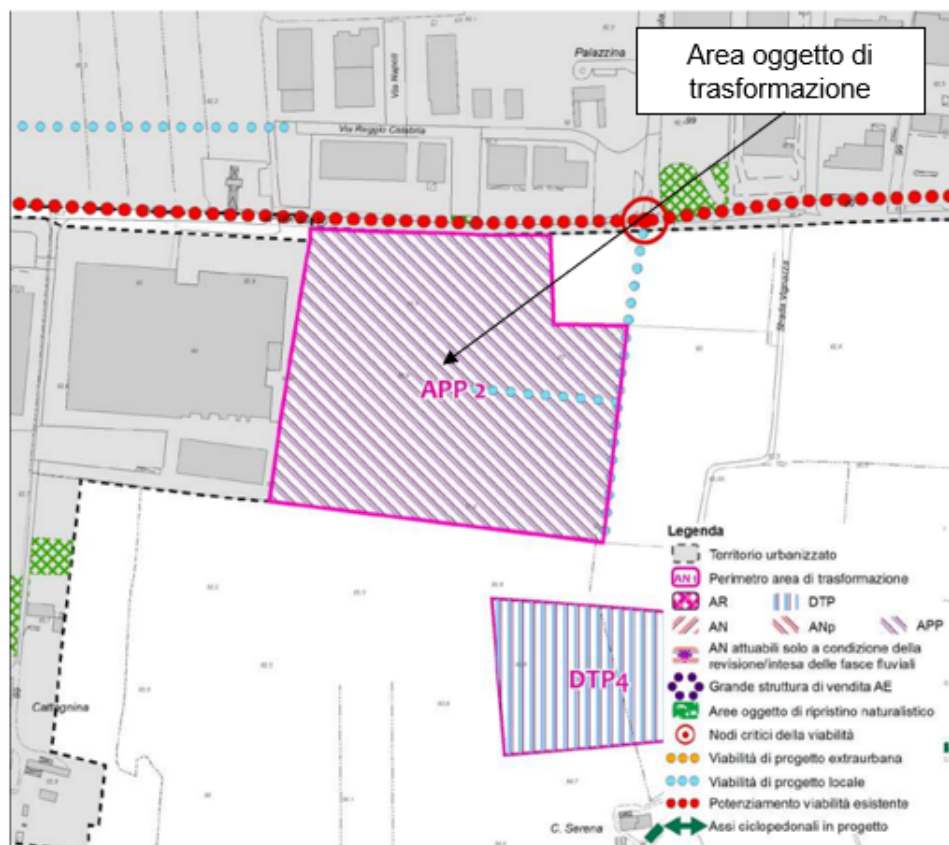 Area oggetto di
trasformazione
Palazzina
Via Napoli
Via Reggio Calabria
Strada Vignazza
APP 2
DTP4
Cattagnina
C. Serena
Legenda
Territorio urbanizzato
AN 1 Perimetro area di trasformazione
AR DTP
AN ANp APP
AN attuabili solo a condizione della
revisione/intesa delle fasce fluviali
Grande struttura di vendita AE
Aree oggetto di ripristino naturalistico
Nodi critici della viabilità
Viabilità di progetto extraurbana
Viabilità di progetto locale
Potenziamento viabilità esistente
Assi ciclopedonali in progetto